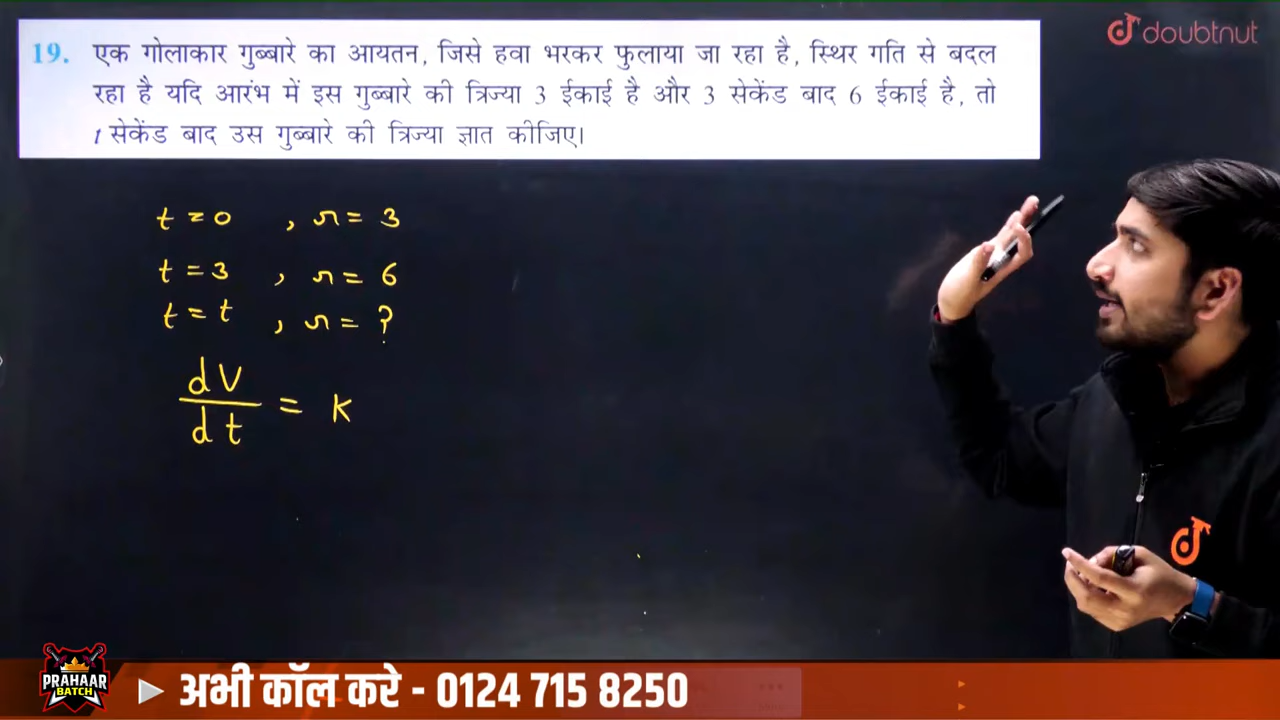 doubtnut
19. एक गोलाकार गुब्बारे का आयतन, जिसे हवा भरकर फुलाया जा रहा है, स्थिर गति से बदल
रहा है यदि आरंभ में इस गुब्बारे की त्रिज्या 3 ईकाई है और 3 सेकेंड बाद 6 ईकाई है, तो
t सेकेंड बाद उस गुब्बारे की त्रिज्या ज्ञात कीजिए।
t = 0 , r = 3
t = 3 , r = 6
t = t , r = ?
dV
dt = K
PRAHAAR
BATCH
अभी कॉल करे - 0124 715 8250